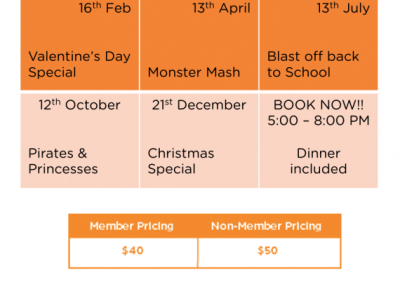 16th Feb
Valentine's Day
Special
13th April
Monster Mash
13th July
Blast off back
to School
12th October
Pirates &
Princesses
21st December
Christmas
Special
BOOK NOW!!
5:00 – 8:00 PM
Dinner
included
Member Pricing
Non-Member Pricing
$40
$50